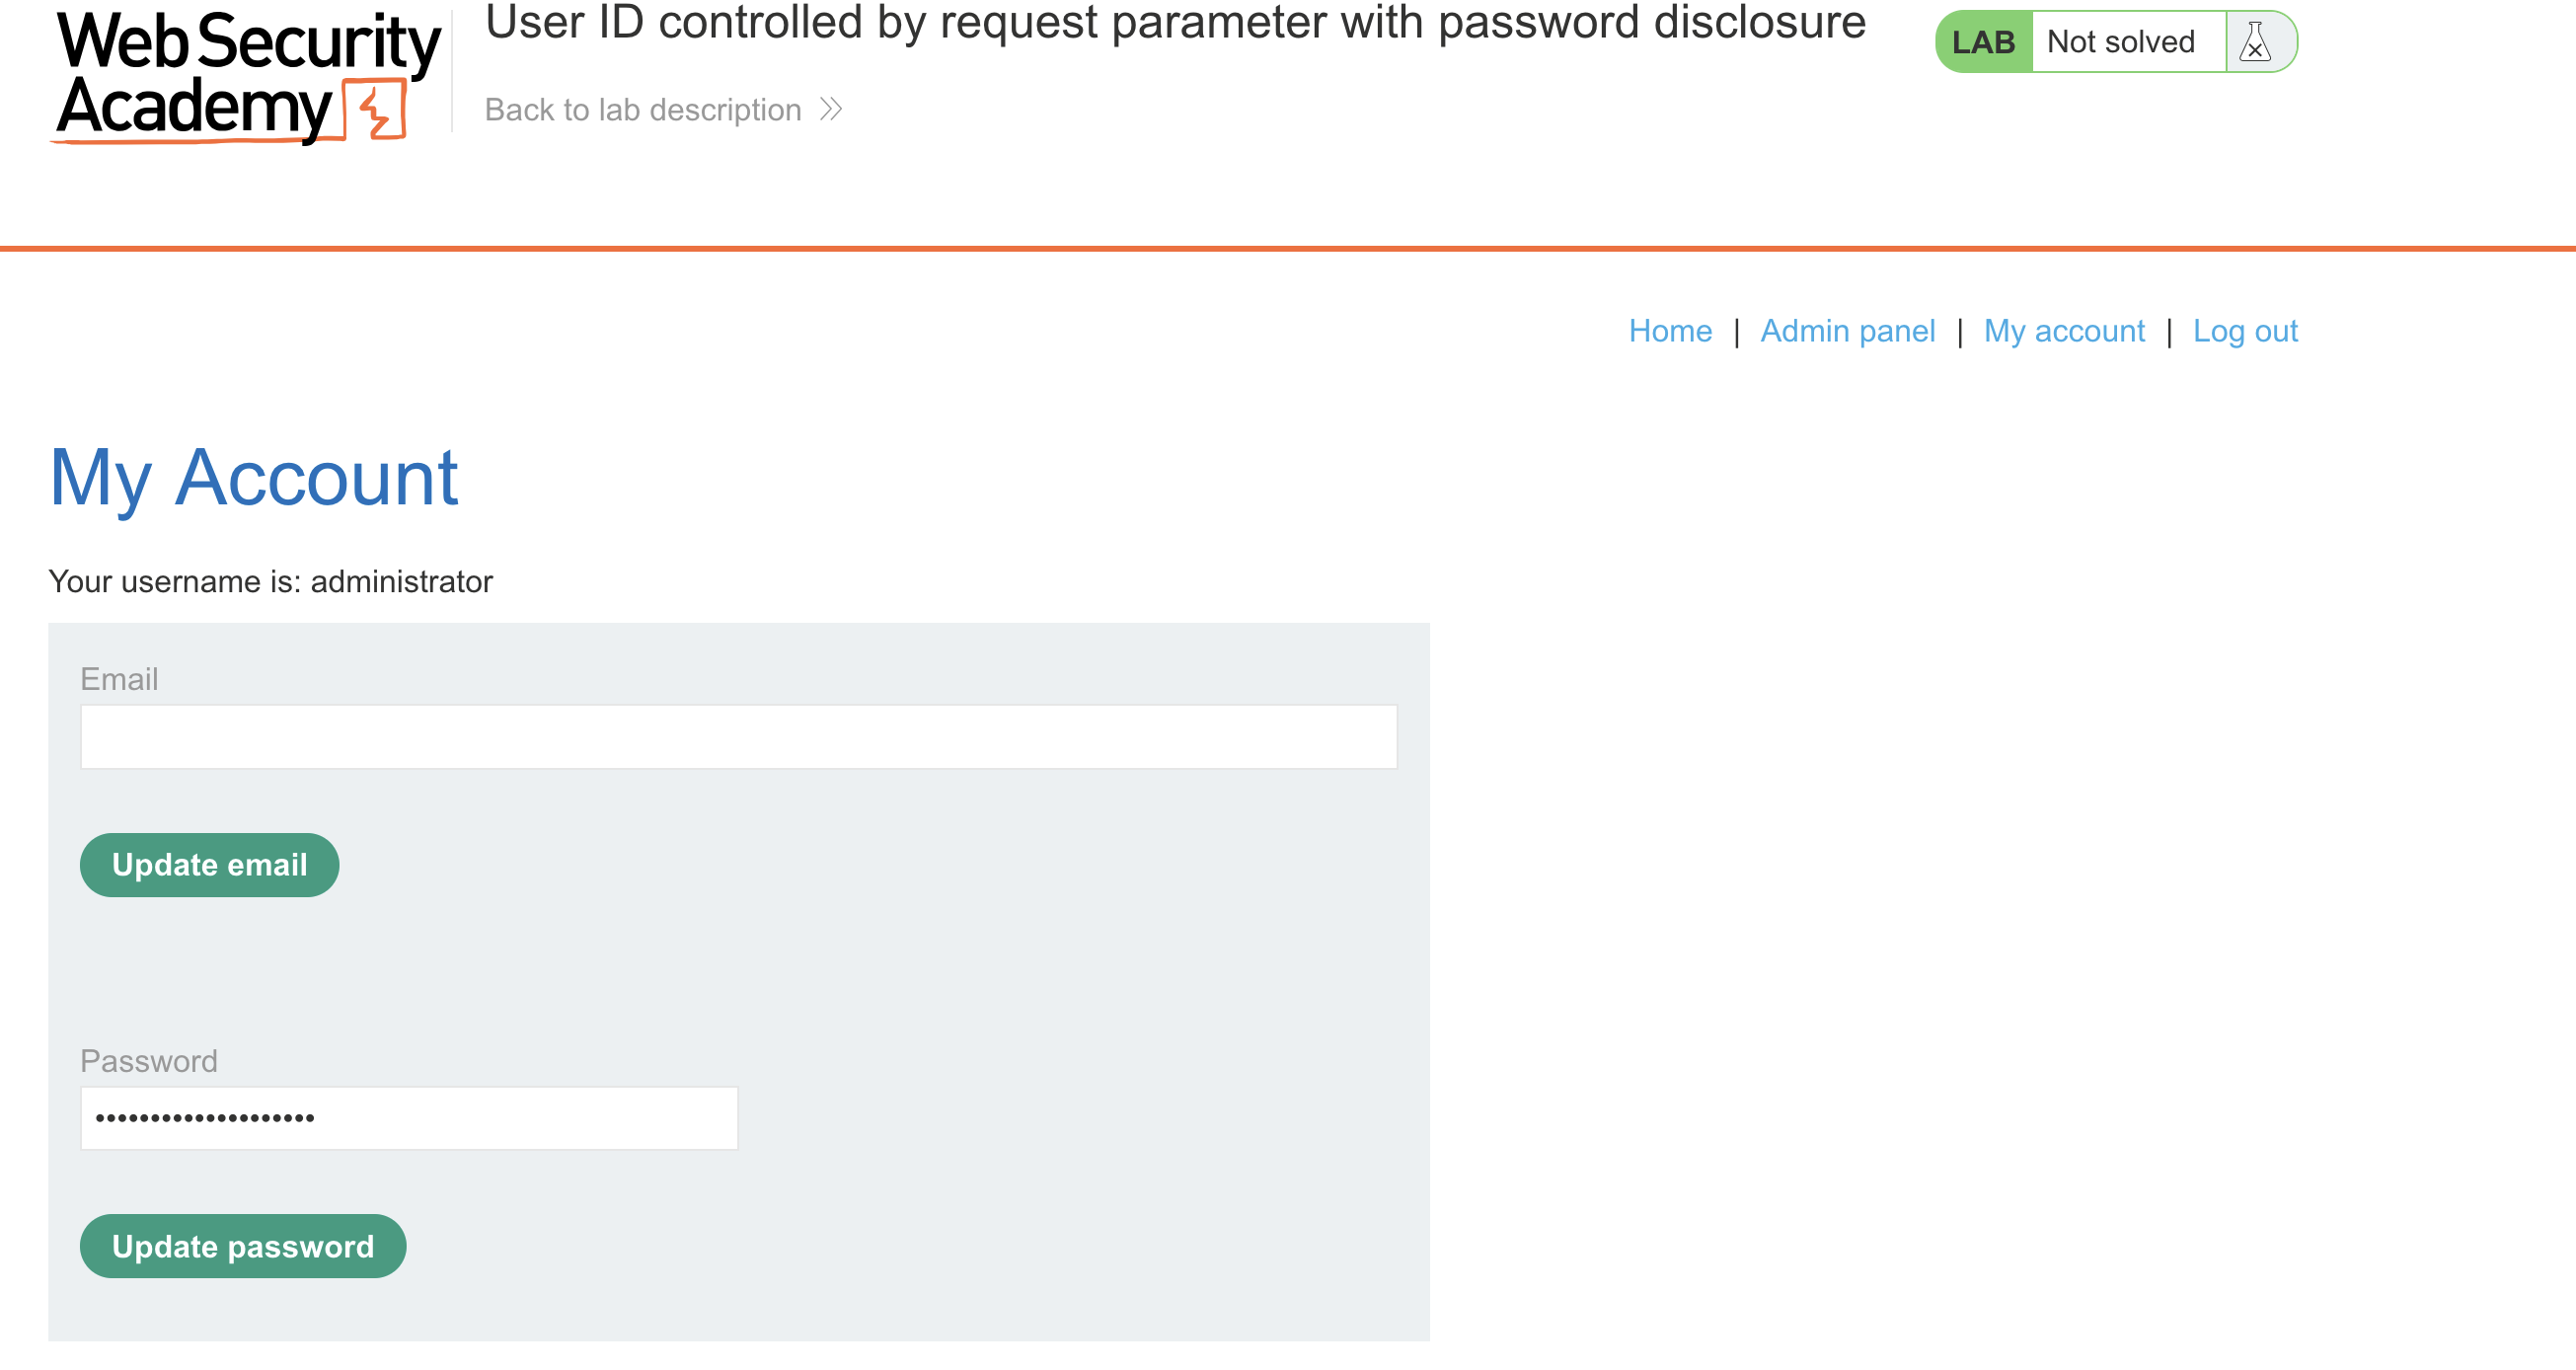 Web Security
Academy
User ID controlled by request parameter with password disclosure
Back to lab description
LAB Not solved
Home | Admin panel | My account | Log out
My Account
Your username is: administrator
Email
Update email
Password
•••••••••••••••••••• 
Update password